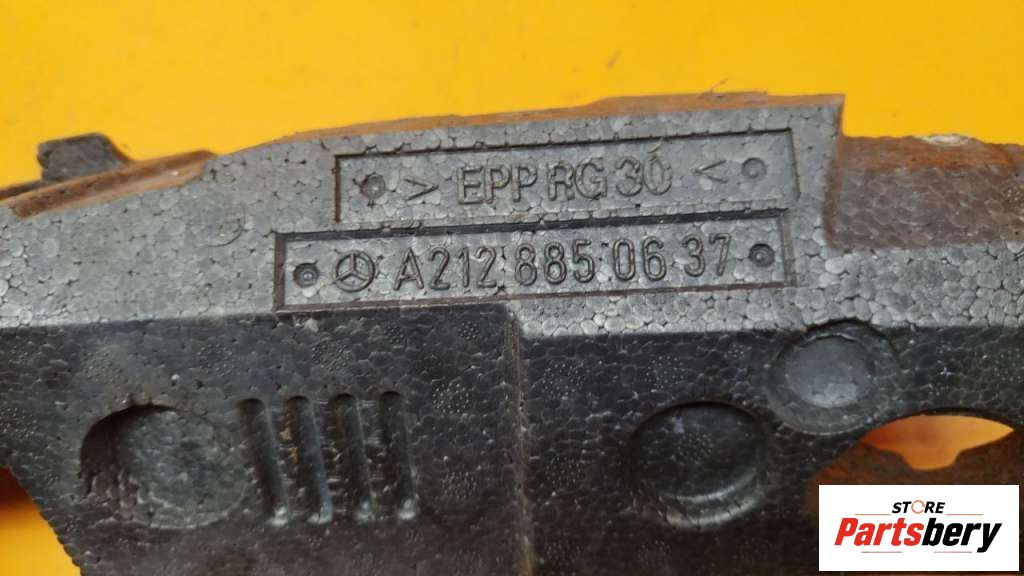 > EPP RG 30 <
A212 885 06 37
STORE
Partsbery